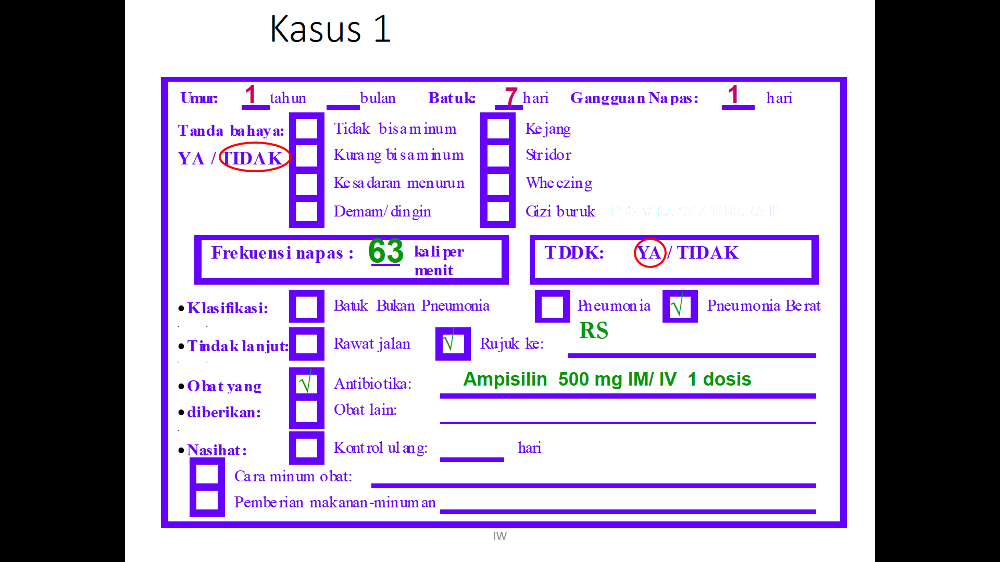 Kasus 1
Umur: 1 tahun bulan Batuk: 7 hari Gangguan Napas: 1 hari
Tanda bahaya: Tidak bisa minum Kejang
YA / TIDAK Kurang bisa minum Stridor
Kesadaran menurun Wheezing
Demam/dingin Gizi buruk PENY. SANGAT BERAT
Frekuensi napas : 63 kali per menit TDDK: YA / TIDAK
• Klasifikasi: Batuk Bukan Pneumonia Pneumonia √ Pneumonia Berat
• Tindak lanjut: Rawat jalan √ Rujuk ke: RS
• Obat yang √ Antibiotika: Ampisilin 500 mg IM/ IV 1 dosis
• diberikan: Obat lain:
• Nasihat: Kontrol ulang: hari
Cara minum obat:
Pemberian makanan-minuman
IW